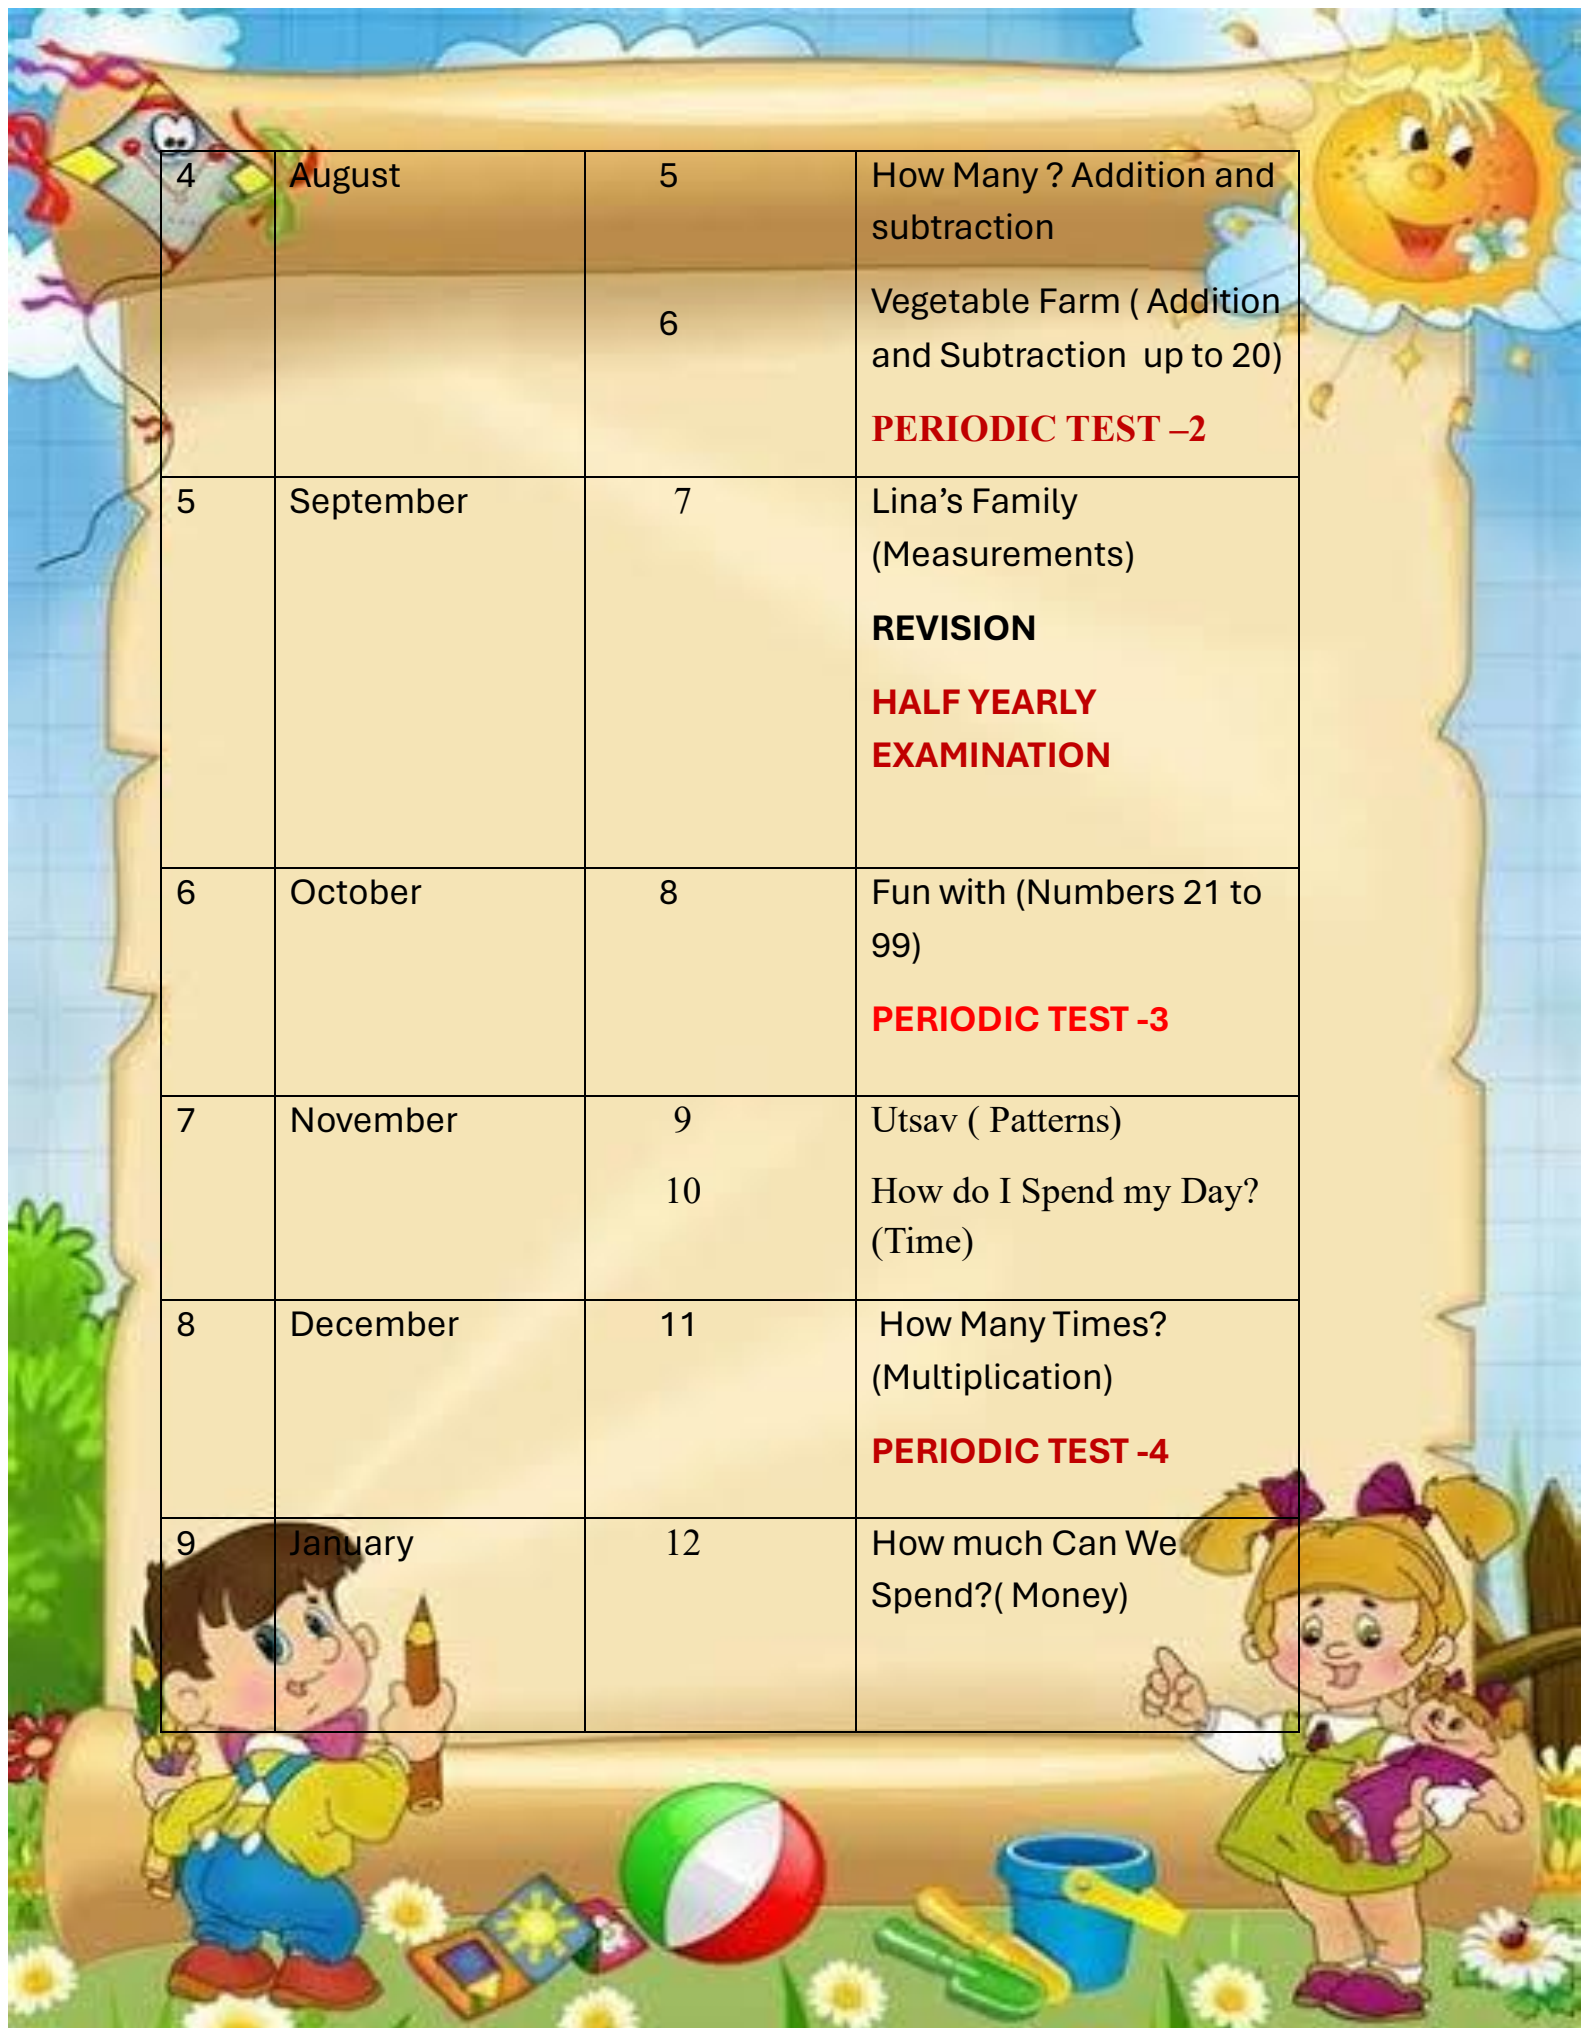 4 August 5 How Many ? Addition and
subtraction
6 Vegetable Farm ( Addition
and Subtraction up to 20)
PERIODIC TEST –2
5 September 7 Lina’s Family
(Measurements)
REVISION
HALF YEARLY
EXAMINATION
6 October 8 Fun with (Numbers 21 to
99)
PERIODIC TEST -3
7 November 9 Utsav ( Patterns)
10 How do I Spend my Day?
(Time)
8 December 11 How Many Times?
(Multiplication)
PERIODIC TEST -4
9 January 12 How much Can We
Spend?( Money)